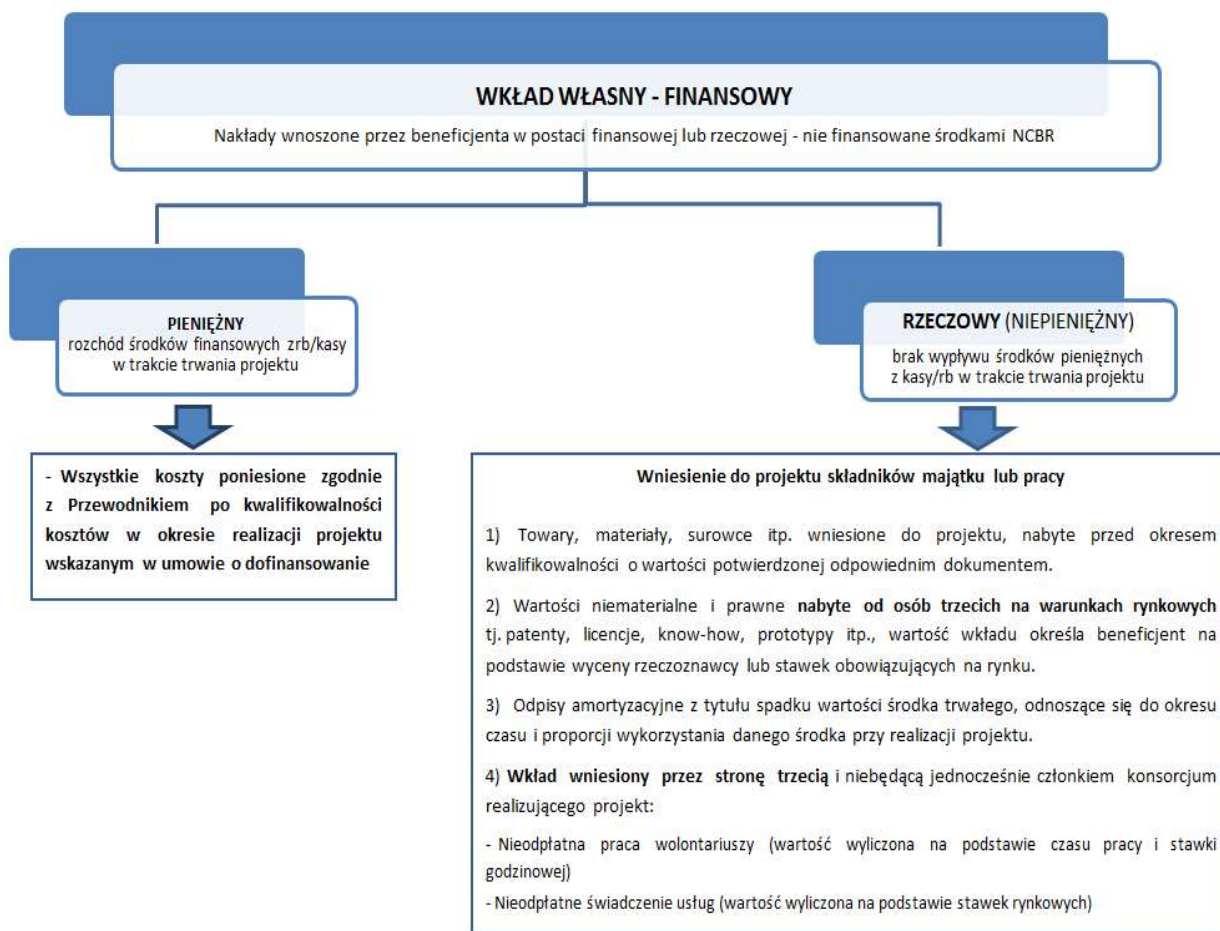 WKŁAD WŁASNY - FINANSOWY
Nakłady wnoszone przez beneficjenta w postaci finansowej lub rzeczowej - nie finansowane środkami NCBR
PIENIĘŻNY
rozchód środków finansowych zrb/kasy
w trakcie trwania projektu
RZECZOWY (NIEPIENIĘŻNY)
brak wypływu środków pieniężnych
z kasy/rb w trakcie trwania projektu
- Wszystkie koszty poniesione zgodnie
z Przewodnikiem po kwalifikowalności
kosztów w okresie realizacji projektu
wskazanym w umowie o dofinansowanie
Wniesienie do projektu składników majątku lub pracy
1) Towary, materiały, surowce itp. wniesione do projektu, nabyte przed okresem
kwalifikowalności o wartości potwierdzonej odpowiednim dokumentem.
2) Wartości niematerialne i prawne nabyte od osób trzecich na warunkach rynkowych
tj. patenty, licencje, know-how, prototypy itp., wartość wkładu określa beneficjent na
podstawie wyceny rzeczoznawcy lub stawek obowiązujących na rynku.
3) Odpisy amortyzacyjne z tytułu spadku wartości środka trwałego, odnoszące się do okresu
czasu i proporcji wykorzystania danego środka przy realizacji projektu.
4) Wkład wniesiony przez stronę trzecią i niebędącą jednocześnie członkiem konsorcjum
realizującego projekt:
- Nieodpłatna praca wolontariuszy (wartość wyliczona na podstawie czasu pracy i stawki
godzinowej)
- Nieodpłatne świadczenie usług (wartość wyliczona na podstawie stawek rynkowych)